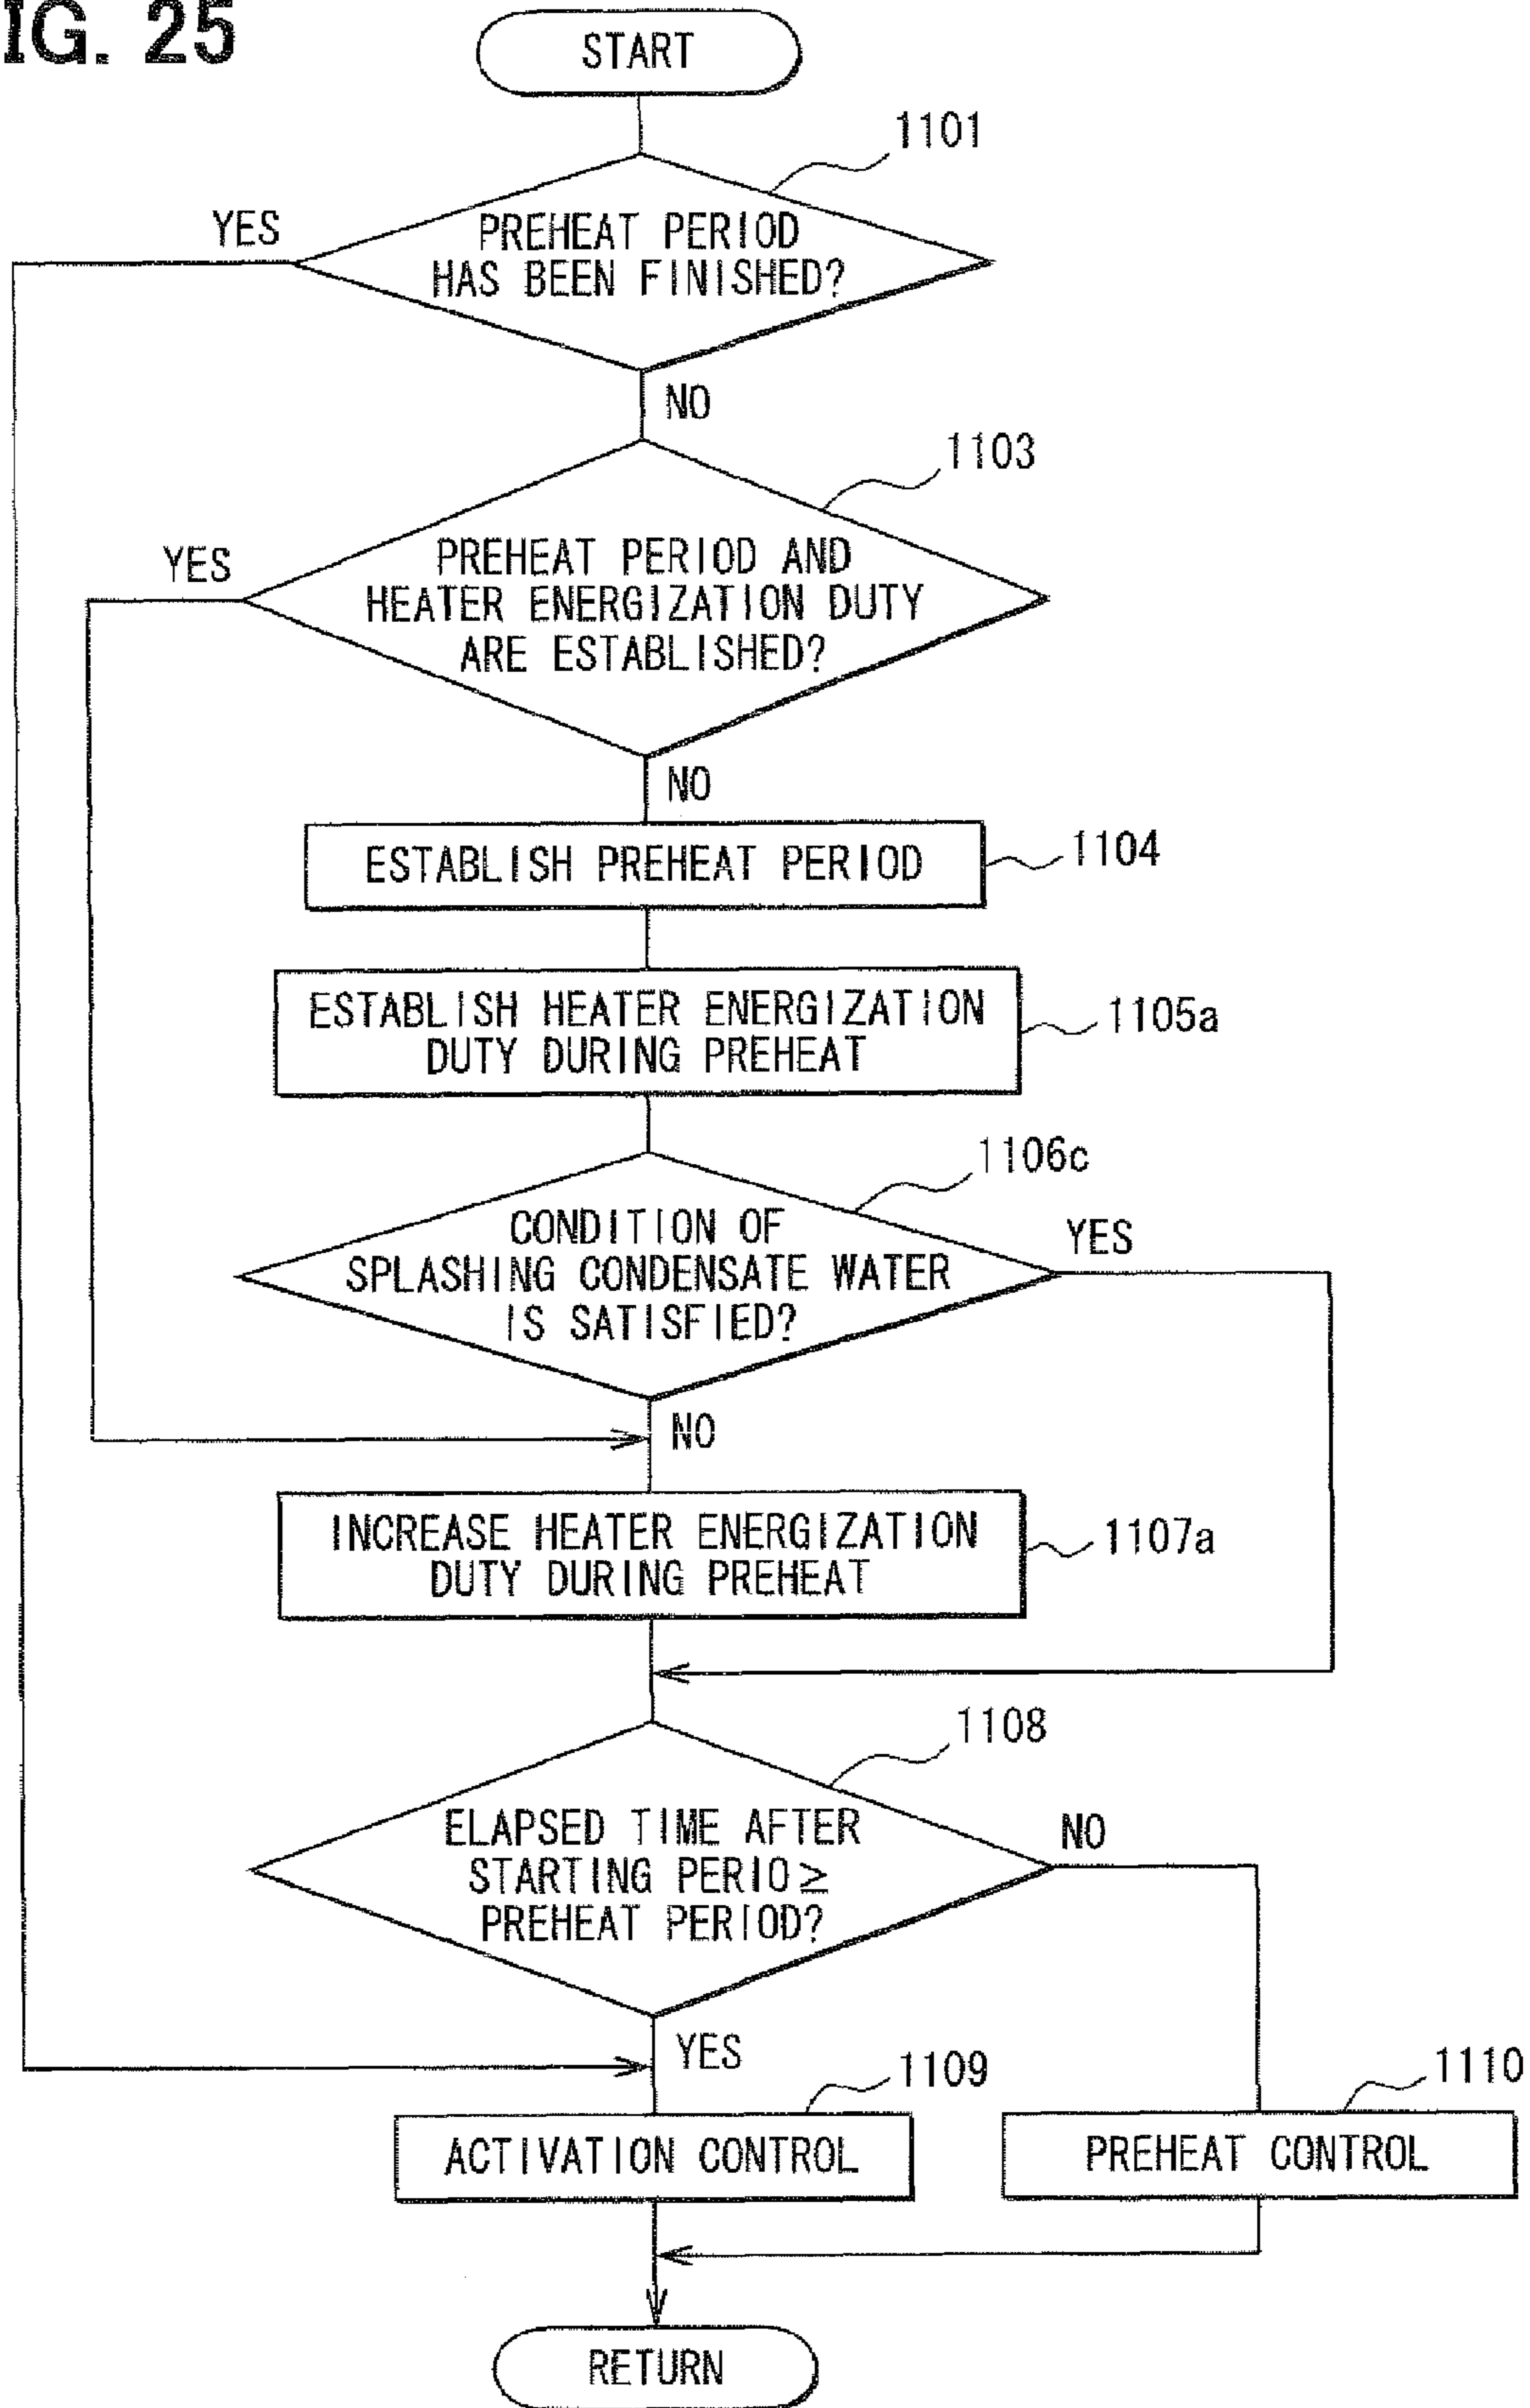 IG. 25
START
1101
YES
PREHEAT PERIOD
HAS BEEN FINISHED?
NO
1103
YES
PREHEAT PERIOD AND
HEATER ENERGIZATION DUTY
ARE ESTABLISHED?
NO
ESTABLISH PREHEAT PERIOD
1104
ESTABLISH HEATER ENERGIZATION
DUTY DURING PREHEAT
1105a
1106c
CONDITION OF
SPLASHING CONDENSATE WATER
IS SATISFIED?
YES
NO
INCREASE HEATER ENERGIZATION
DUTY DURING PREHEAT
1107a
1108
ELAPSED TIME AFTER
STARTING PERIO≧
PREHEAT PERIOD?
NO
YES
1109
1110
ACTIVATION CONTROL
PREHEAT CONTROL
RETURN